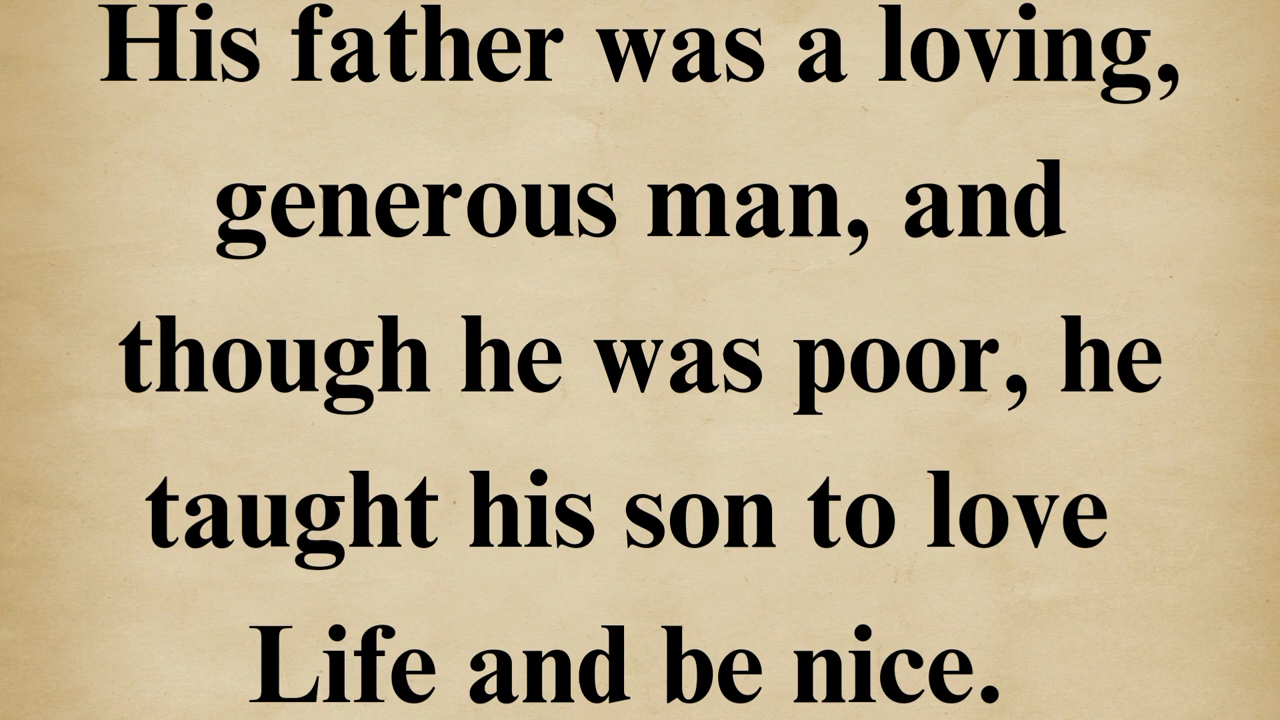 His father was a loving,
generous man, and
though he was poor, he
taught his son to love
Life and be nice.